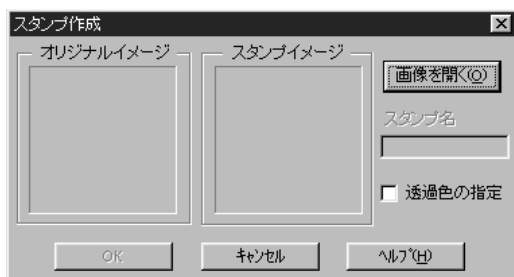 スタンプ作成
オリジナルイメージ
スタンプイメージ
画像を開く(O)
スタンプ名
透過色の指定
OK
キャンセル
ヘルプ(H)